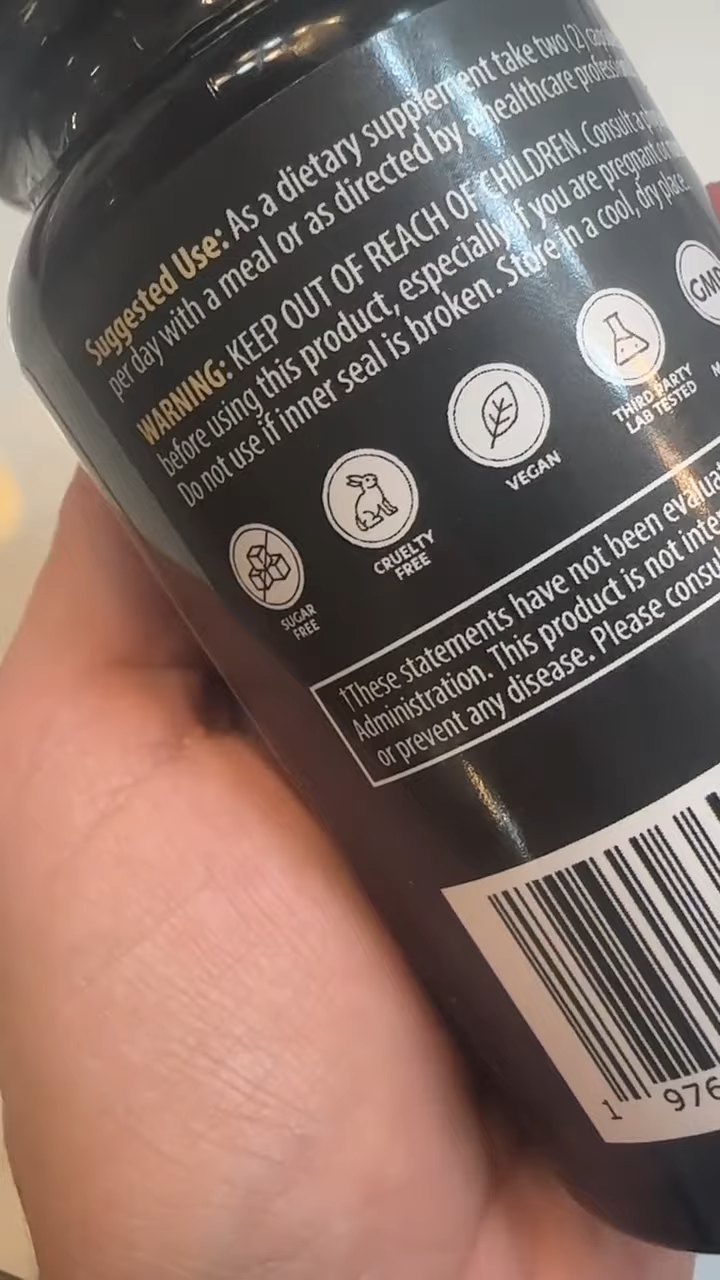 Suggested Use: As a dietary supplement take two (2)
per day with a meal or as directed by a healthcare
WARNING: KEEP OUT OF REACH OF CHILDREN. Consult a
before using this product, especially if you are pregnant or
Do not use if inner seal is broken. Store in a cool, dry place.
SUGAR
FREE
CRUELTY
FREE
VEGAN
THIRD PARTY
LAB TESTED
GMP
†These statements have not been
Administration. This product is not
or prevent any disease. Please
1 976